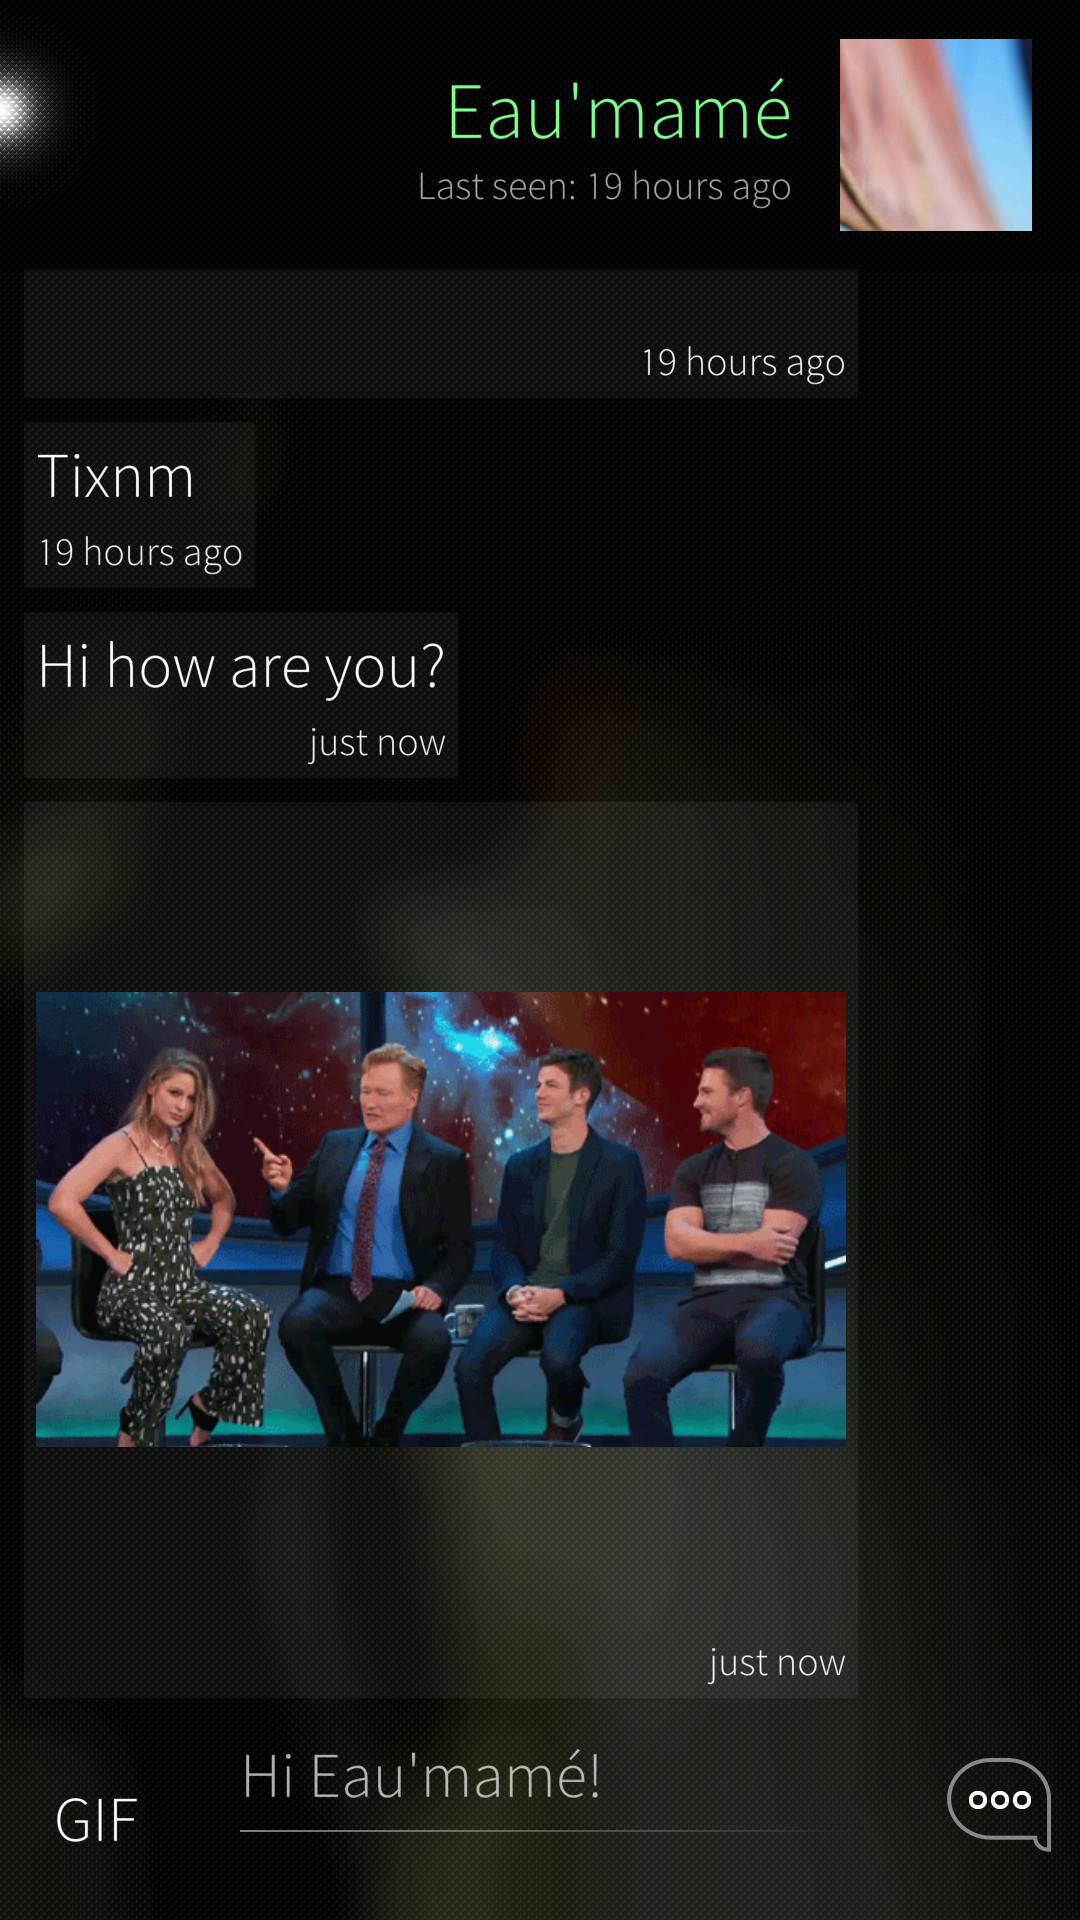 Eau'mamé
Last seen: 19 hours ago
19 hours ago
Tixnm
19 hours ago
Hi how are you?
just now
just now
Hi Eau'mamé!
GIF